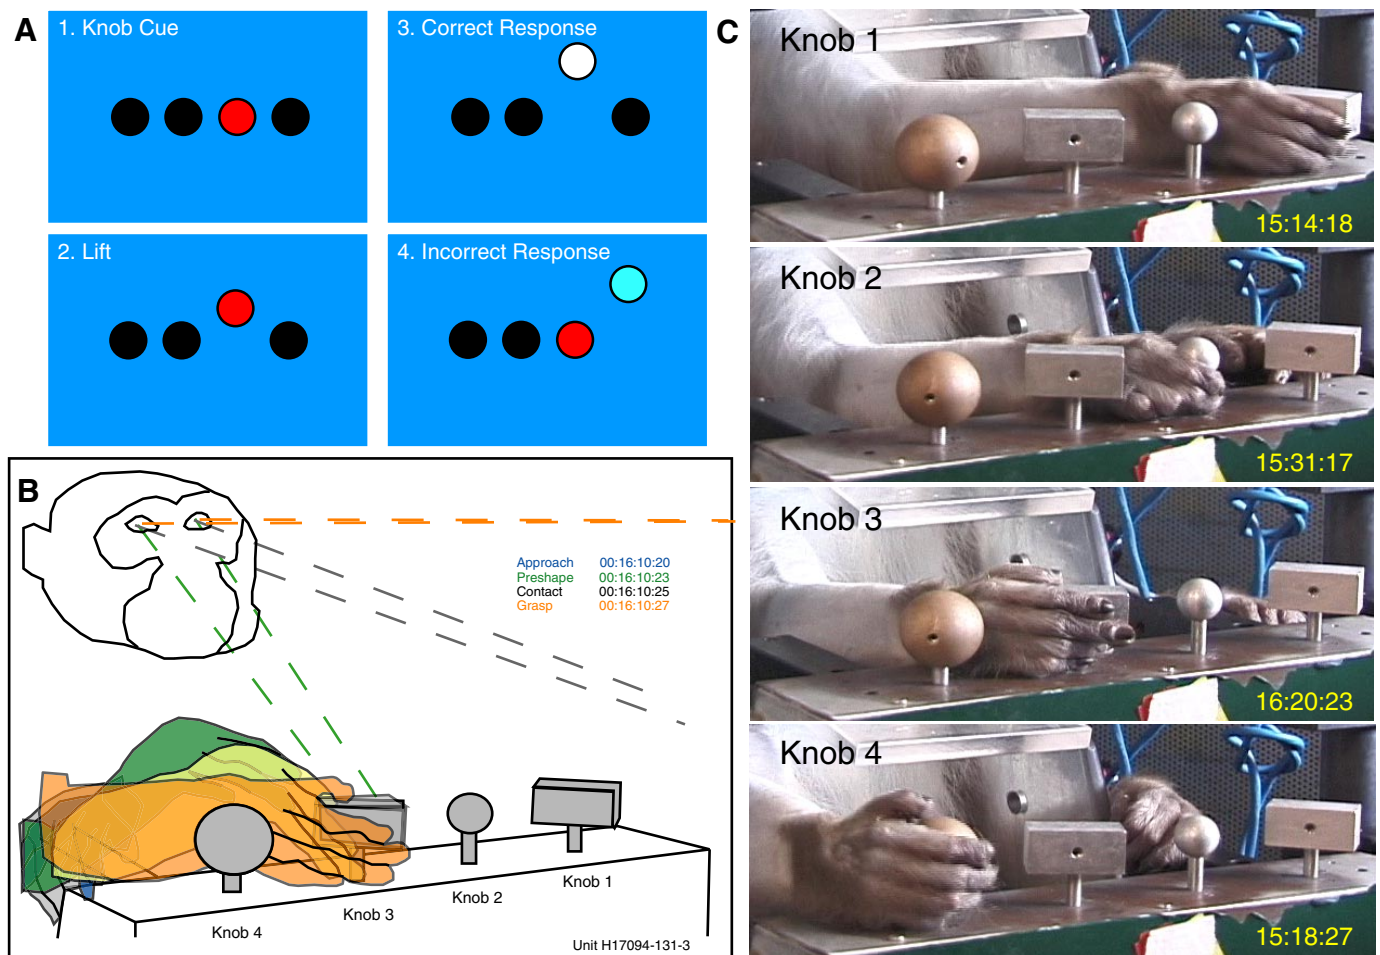 A
1. Knob Cue
3. Correct Response
2. Lift
4. Incorrect Response
B
Approach 00:16:10:20
Preshape 00:16:10:23
Contact 00:16:10:25
Grasp 00:16:10:27
Knob 1
Knob 2
Knob 3
Knob 4
Unit H17094-131-3
C
Knob 1
15:14:18
Knob 2
15:31:17
Knob 3
16:20:23
Knob 4
15:18:27